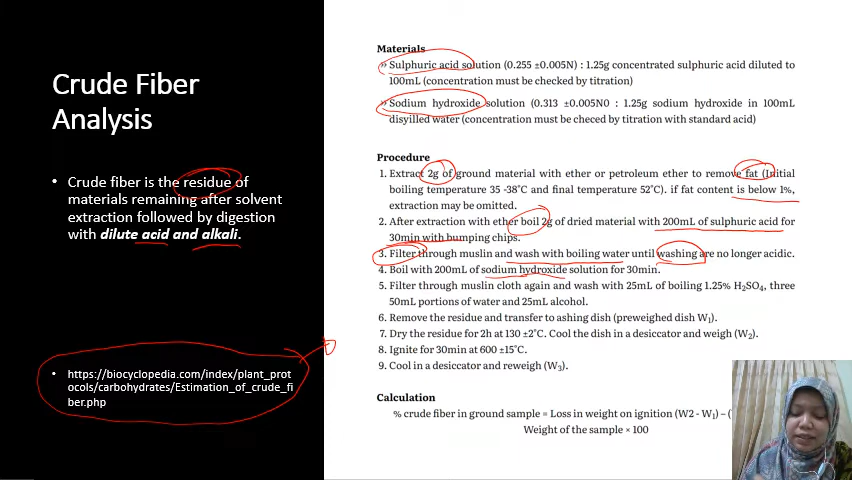 Crude Fiber
Analysis
• Crude fiber is the residue of
materials remaining after solvent
extraction followed by digestion
with dilute acid and alkali.
• https://biocyclopedia.com/index/plant_prot
ocols/carbohydrates/Estimation_of_crude_fi
ber.php
Materials
» Sulphuric acid solution (0.255 ±0.005N) : 1.25g concentrated sulphuric acid diluted to
100mL (concentration must be checked by titration)
» Sodium hydroxide solution (0.313 ±0.005N0 : 1.25g sodium hydroxide in 100mL
disyilled water (concentration must be checed by titration with standard acid)
Procedure
1. Extract 2g of ground material with ether or petroleum ether to remove fat (Initial
boiling temperature 35 -38˚C and final temperature 52˚C). if fat content is below 1%,
extraction may be omitted.
2. After extraction with ether boil 2g of dried material with 200mL of sulphuric acid for
30min with bumping chips.
3. Filter through muslin and wash with boiling water until washing are no longer acidic.
4. Boil with 200mL of sodium hydroxide solution for 30min.
5. Filter through muslin cloth again and wash with 25mL of boiling 1.25% H₂SO₄, three
50mL portions of water and 25mL alcohol.
6. Remove the residue and transfer to ashing dish (preweighed dish W₁).
7. Dry the residue for 2h at 130 ±2˚C. Cool the dish in a desiccator and weigh (W₂).
8. Ignite for 30min at 600 ±15˚C.
9. Cool in a desiccator and reweigh (W₃).
Calculation
% crude fiber in ground sample = Loss in weight on ignition (W2 - W₁) – (
Weight of the sample × 100